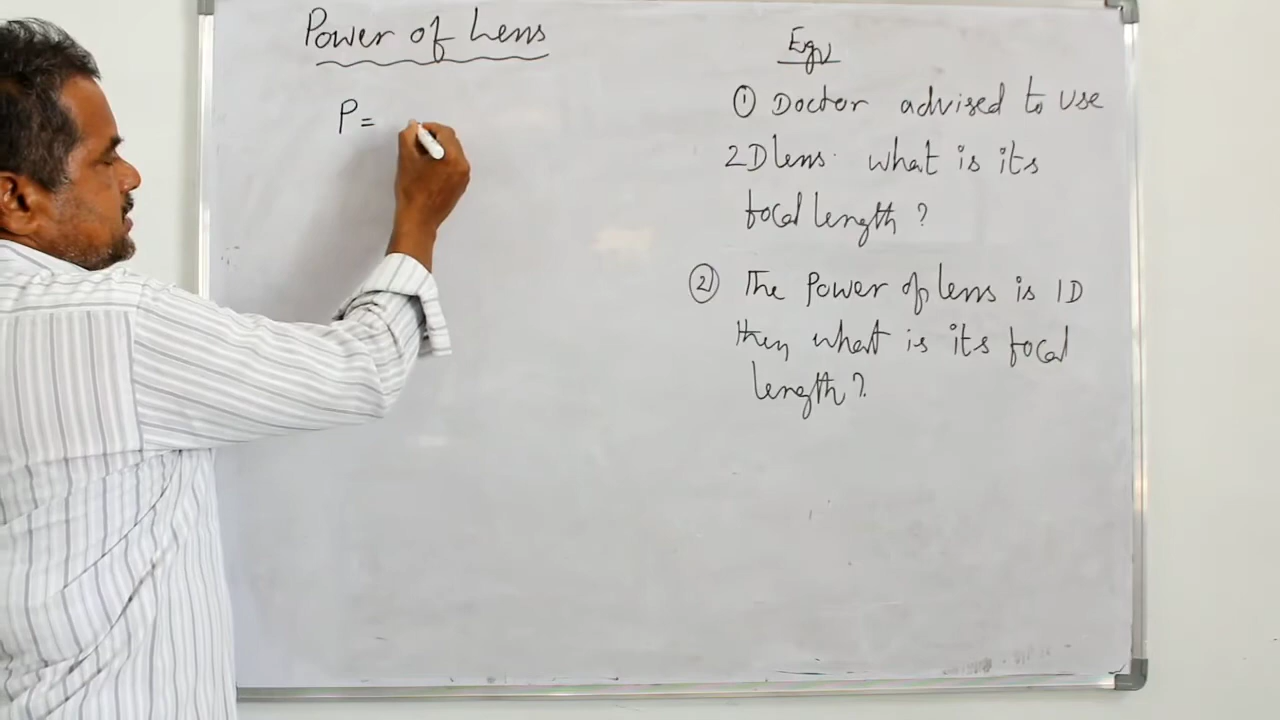 Power of Lens
P=
Eg:
① Doctor advised to use
2D lens. what is its
focal length ?
② The Power of lens is 1D
then what is its focal
length ?